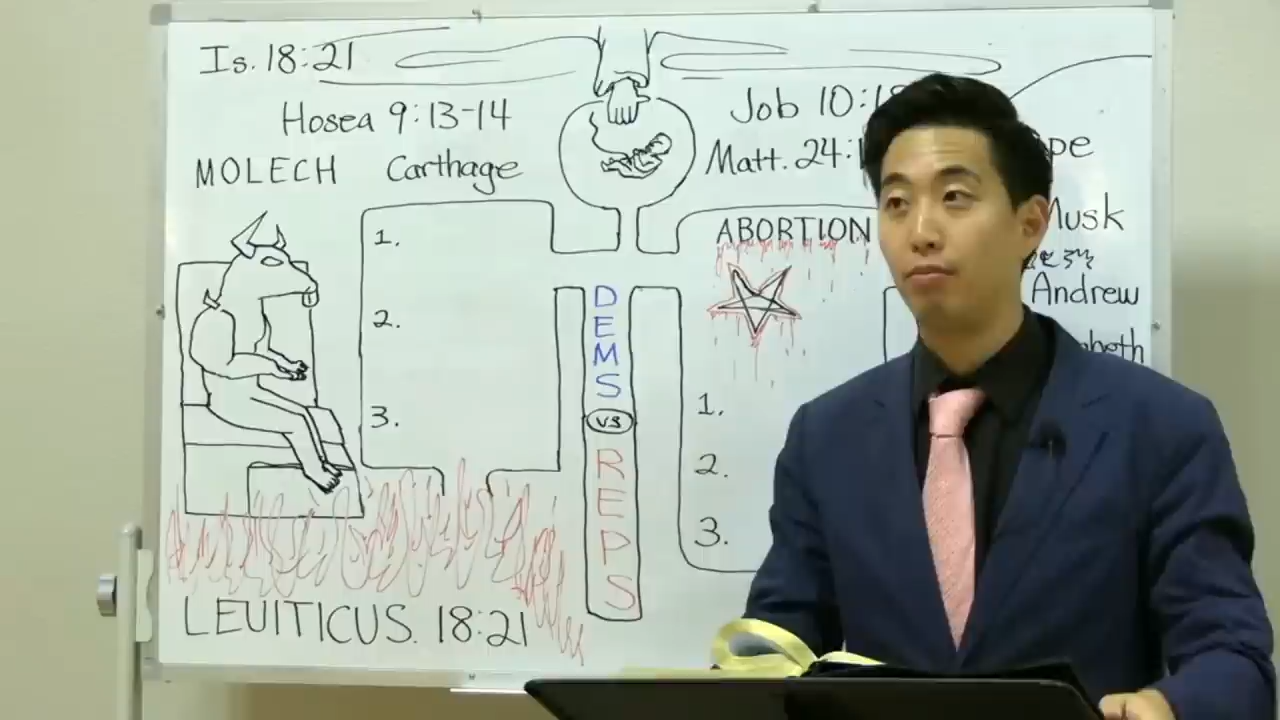 Is. 18:21
Hosea 9:13-14
MOLECH Carthage
1.
2.
3.
LEVITICUS. 18:21
DEMS
vs
REPS
Job 10:
Matt. 24:
ABORTION
1.
2.
3.
Musk
Andrew